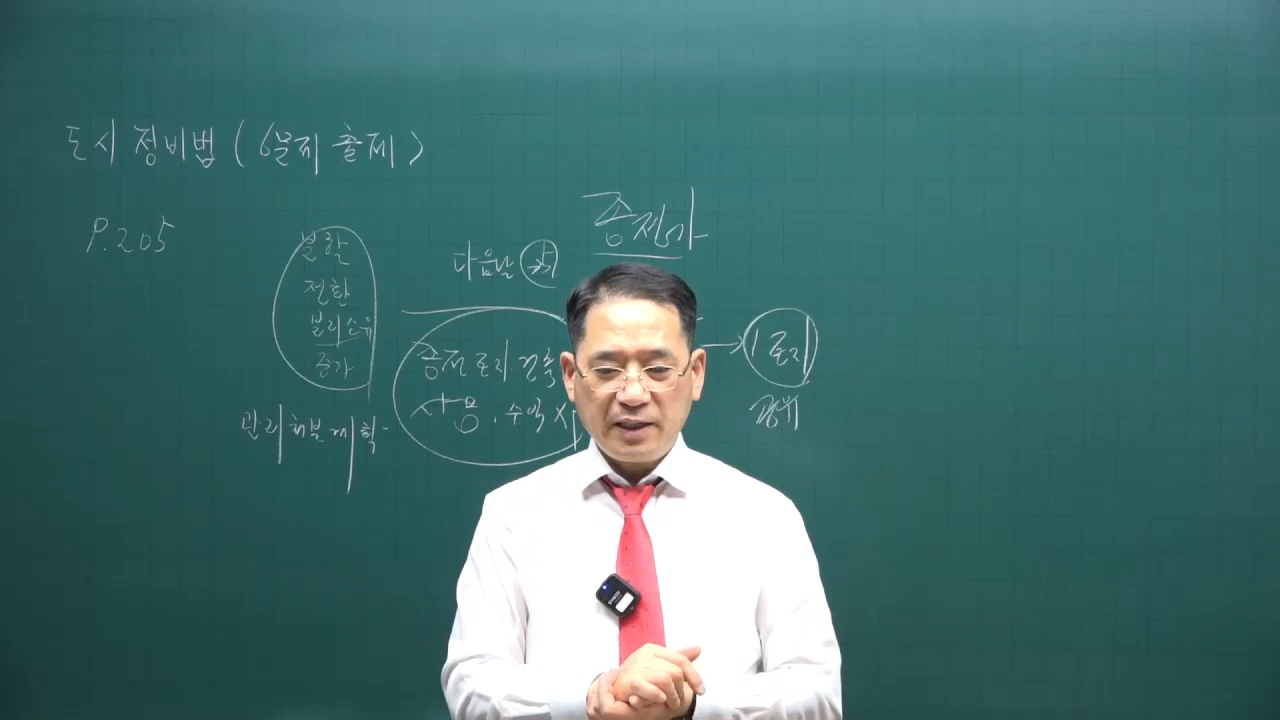 도시 정비법 (6문제 출제)
P.205
종전가
다음날
분할
전환
분리소유
증가
종전 토지 건축
사용. 수익 X
관리처분계획
1 토지
공유